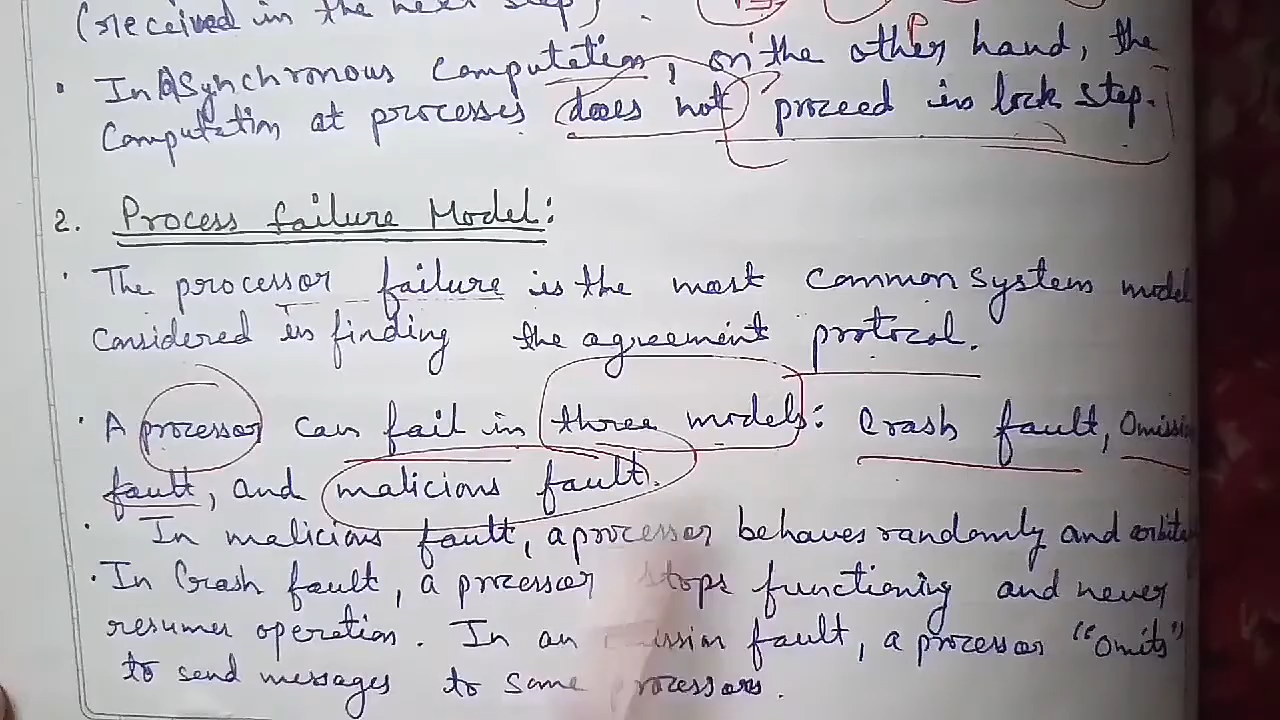 (received in the next step).
• In Asynchronous Computation, on the other hand, the
Computation at processes does not proceed in lock step.
2. Process failure Model:
• The processor failure is the most common system model
considered in finding the agreement protocol.
• A processor can fail in three models: Crash fault, Omissi
fault, and malicious fault.
• In malicious fault, a processor behaves randomly and arbit
• In Crash fault, a processor stops functioning and never
resumes operation. In an omission fault, a processor "Omits"
to send messages to some processors.